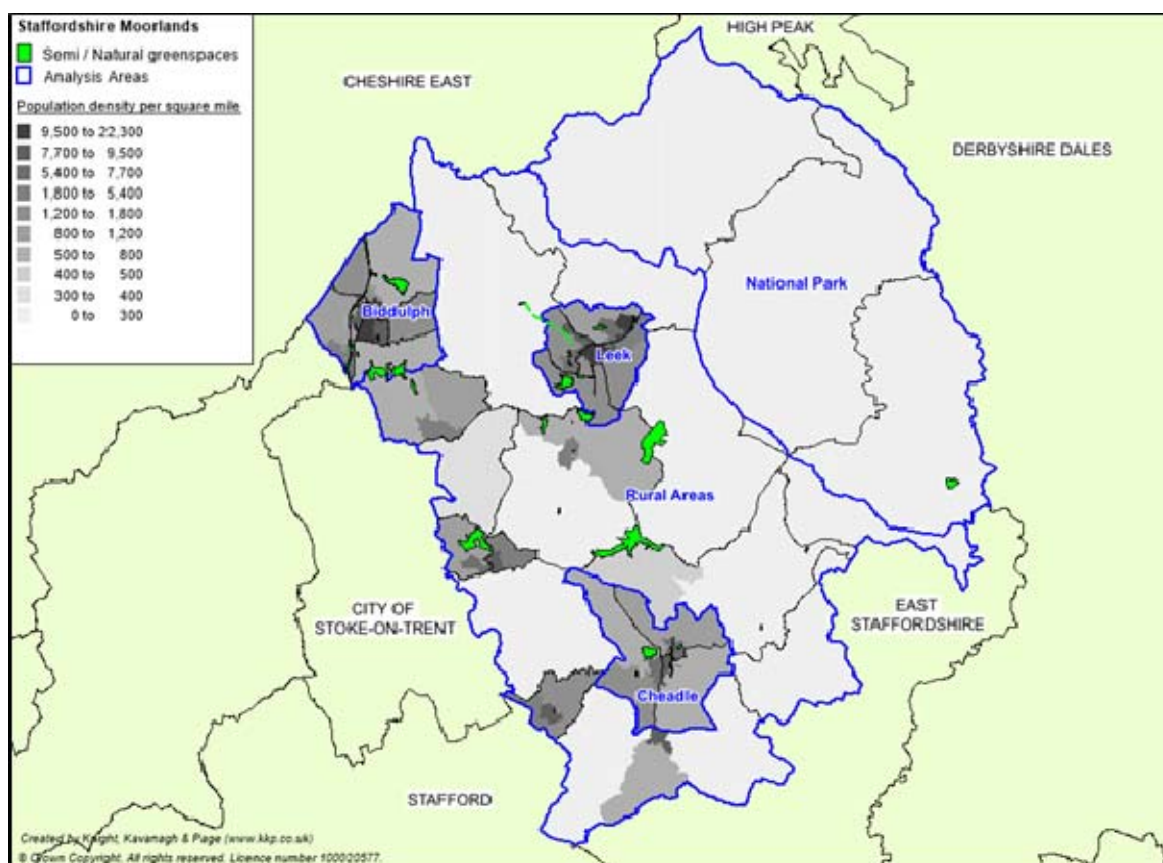 Staffordshire Moorlands
Semi / Natural greenspaces
Analysis Areas
Population density per square mile
9,500 to 22,300
7,700 to 9,500
5,400 to 7,700
1,800 to 5,400
1,200 to 1,800
800 to 1,200
500 to 800
400 to 500
300 to 400
0 to 300
HIGH PEAK
CHESHIRE EAST
DERBYSHIRE DALES
National Park
Biddulph
Leek
Rural Areas
CITY OF
STOKE-ON-TRENT
EAST
STAFFORDSHIRE
Cheadle
STAFFORD
Created by Knight, Kavanagh & Page (www.kkp.co.uk)
© Crown Copyright. All rights reserved. Licence number 100020577.